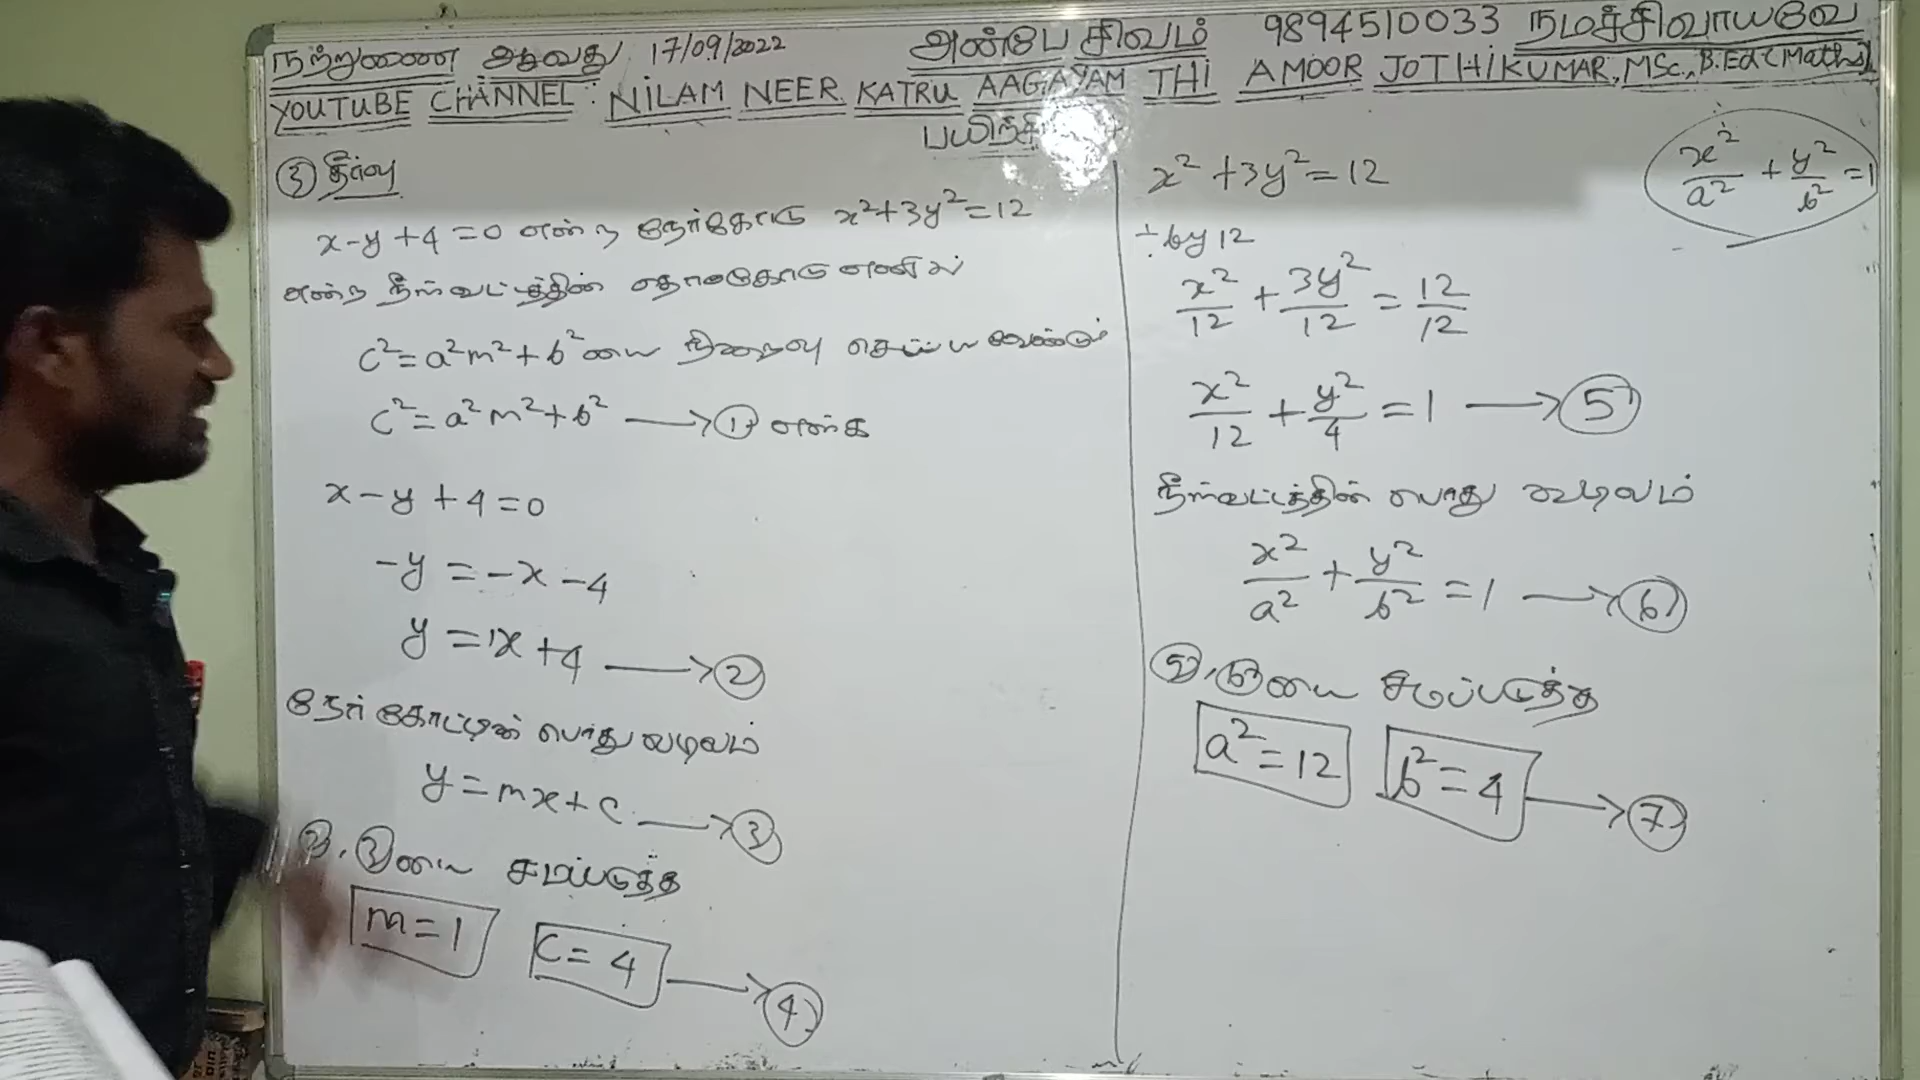 நற்றுணை ஆவது 17/09/2022 அன்பே சிவம் 9894510033 நமச்சிவாயவே
YOUTUBE CHANNEL: NILAM NEER KATRU AAGAYAM THI AMOOR JOTHIKUMAR, MSc., B.Ed (Maths)
பயிற்சி
③ தீர்வு
x-y+4=0 என்ற நேர்கோடு x²+3y²=12
என்ற நீள்வட்டத்தின் தொடுகோடு எனில்
c²=a²m²+b² யை நிறைவு செய்ய வேண்டும்
c²=a²m²+b² → ① என்க
x-y+4=0
-y=-x-4
y=1x+4 → ②
நேர் கோட்டின் பொது வடிவம்
y=mx+c → ③
②, ③யை சமப்படுத்த
m=1 c=4 → ④
x²+3y²=12
÷ by 12
x²/12 + 3y²/12 = 12/12
x²/12 + y²/4 = 1 → ⑤
நீள்வட்டத்தின் பொது வடிவம்
x²/a² + y²/b² = 1 → ⑥
⑤, ⑥யை சமப்படுத்த
a²=12 b²=4 → ⑦
x²/a² + y²/b² = 1